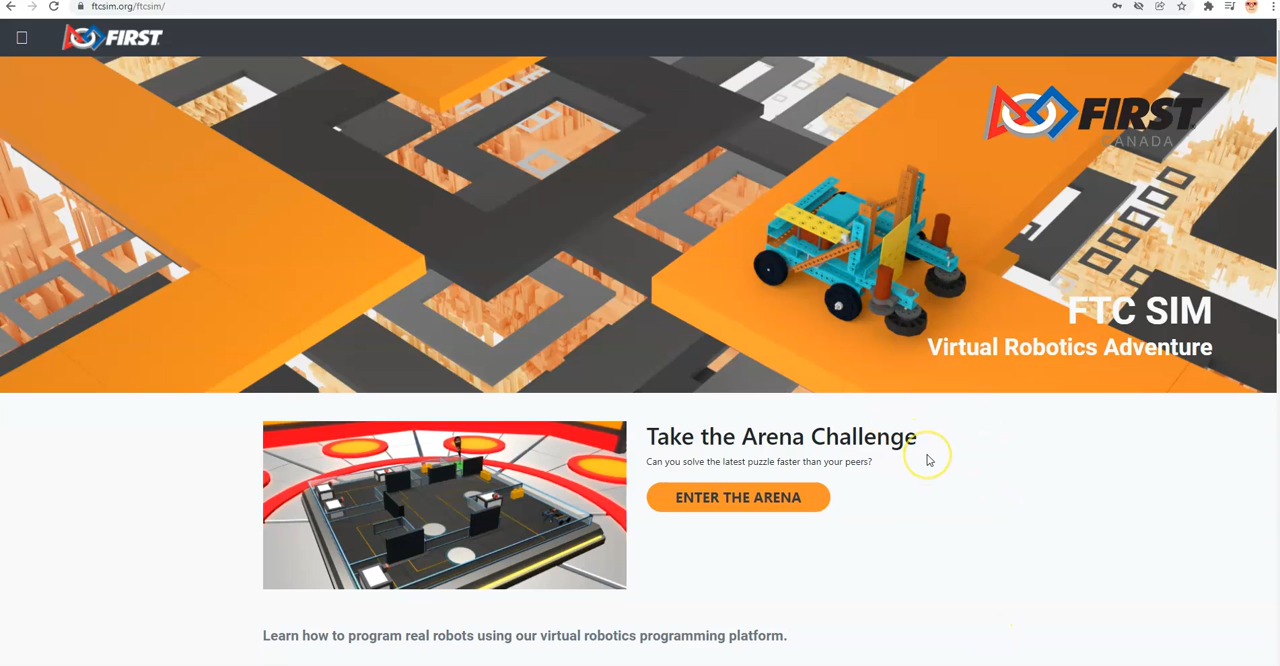 ftcsim.org/ftcsim/
FIRST
FIRST
CANADA
FTC SIM
Virtual Robotics Adventure
Take the Arena Challenge
Can you solve the latest puzzle faster than your peers?
ENTER THE ARENA
Learn how to program real robots using our virtual robotics programming platform.